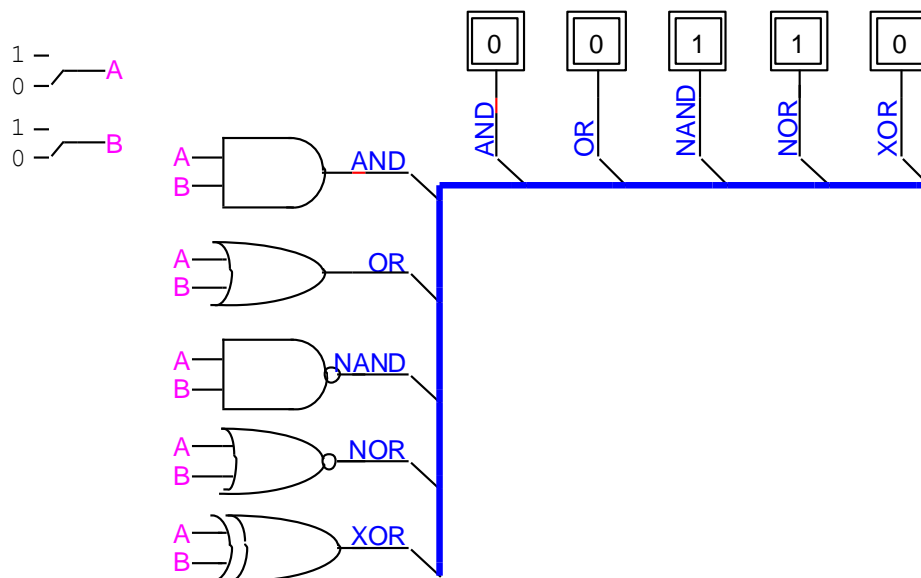 0 0 1 1 0
1
0 A
AND OR NAND NOR XOR
1
0 B
A
B AND
A
B OR
A
B NAND
A
B NOR
A
B XOR